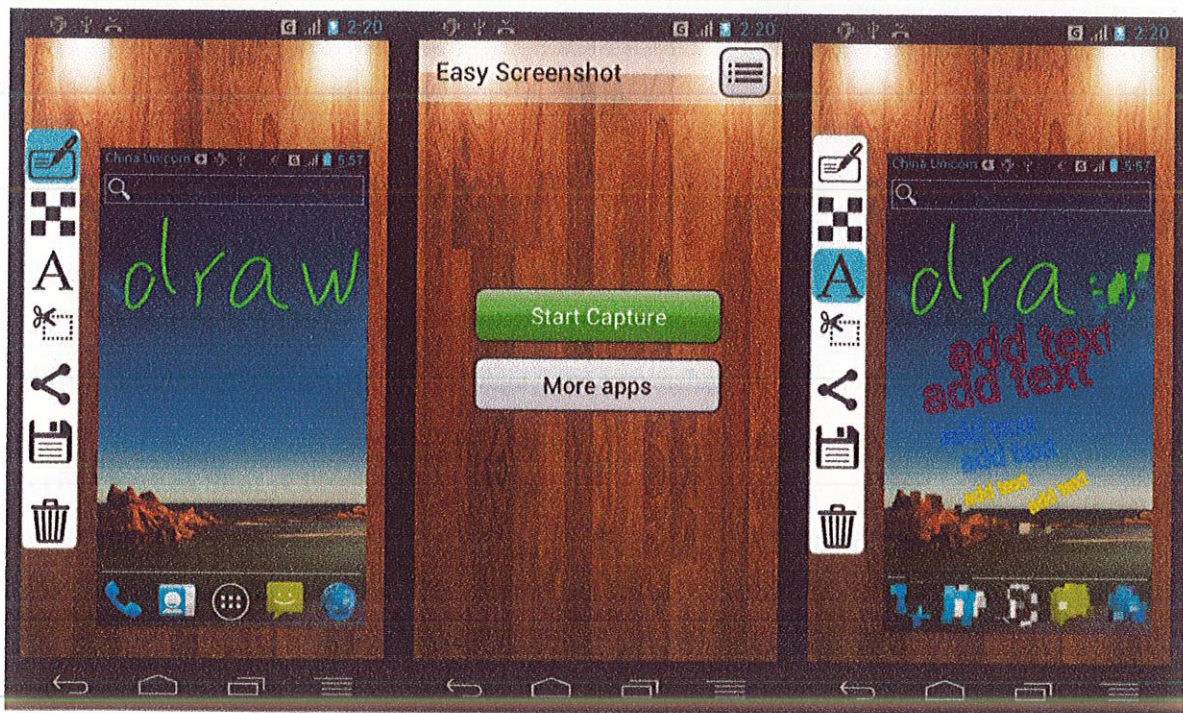 2:20
China Unicom 5:57
A
draw
2:20
Easy Screenshot
Start Capture
More apps
2:20
China Unicom 5:57
A
dra
add text
add text
add text
add text
add text
add text